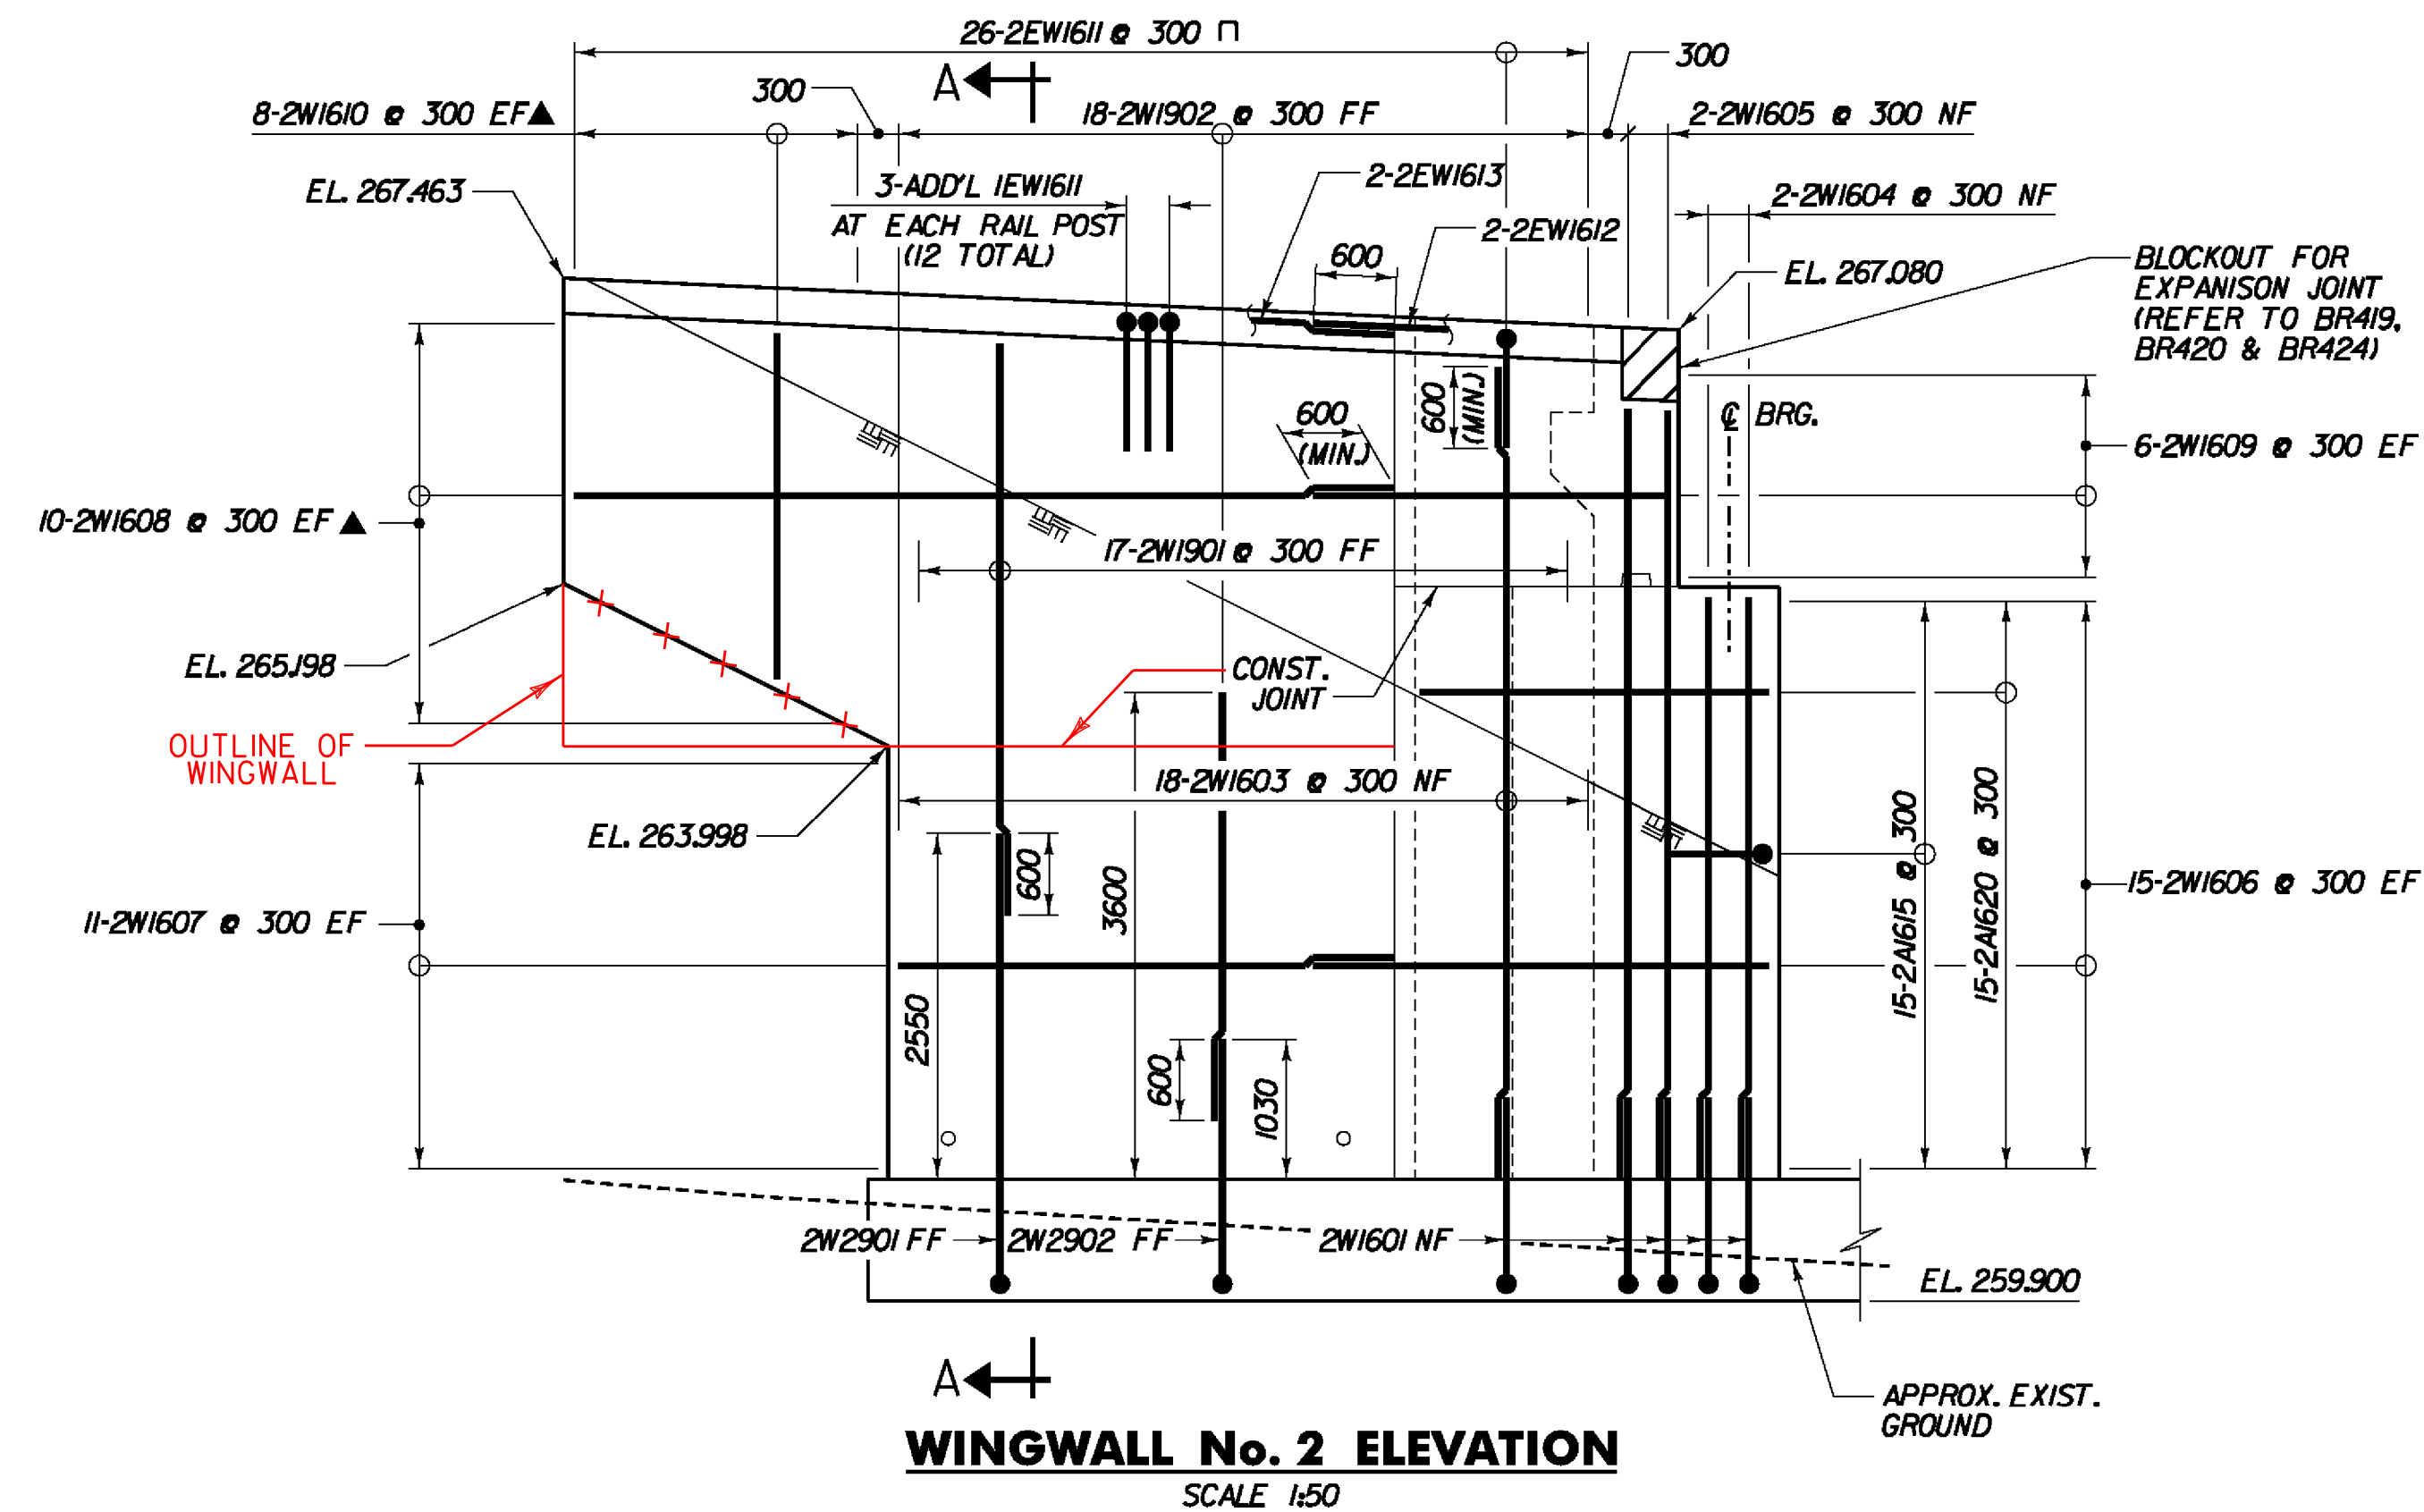 26-2EW1611 @ 300 ⊓
A
300
300
8-2W1610 @ 300 EF▲
18-2W1902 @ 300 FF
2-2W1605 @ 300 NF
EL. 267.463
3-ADD'L 1EW1611
AT EACH RAIL POST
(12 TOTAL)
2-2EW1613
2-2EW1612
2-2W1604 @ 300 NF
600
EL. 267.080
BLOCKOUT FOR
EXPANISON JOINT
(REFER TO BR419,
BR420 & BR424)
600
(MIN.)
600
(MIN.)
℄ BRG.
6-2W1609 @ 300 EF
10-2W1608 @ 300 EF▲
17-2W1901 @ 300 FF
EL. 265.198
CONST.
JOINT
OUTLINE OF
WINGWALL
18-2W1603 @ 300 NF
EL. 263.998
600
3600
15-2A1615 @ 300
15-2A1620 @ 300
15-2W1606 @ 300 EF
11-2W1607 @ 300 EF
2550
600
1030
2W2901 FF
2W2902 FF
2W1601 NF
EL. 259.900
A
APPROX. EXIST.
GROUND
WINGWALL No. 2 ELEVATION
SCALE 1:50